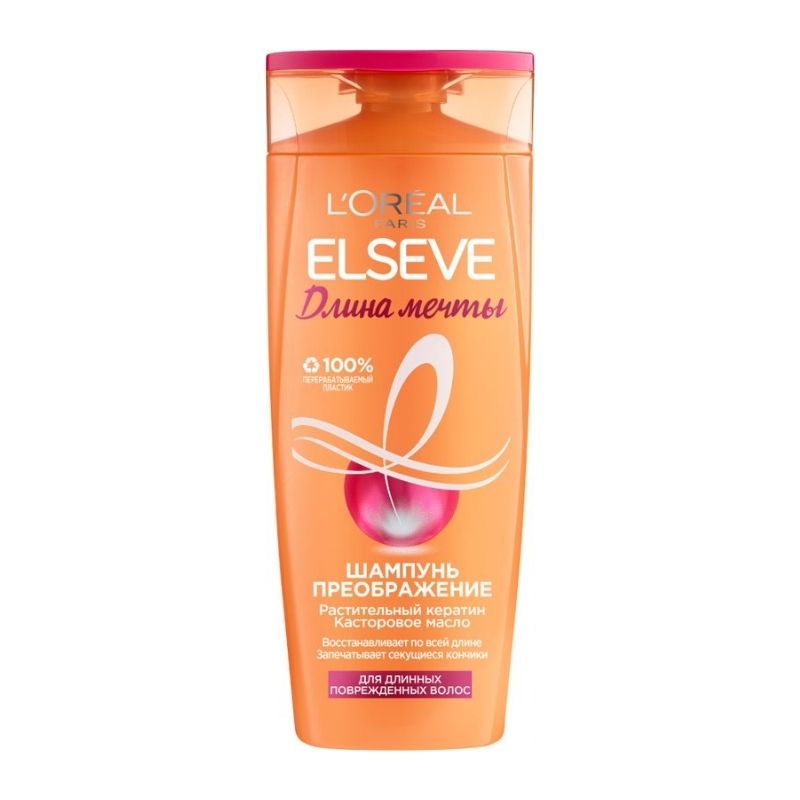 L'ORÉAL
PARIS
ELSEVE
Длина мечты
100%
ПЕРЕРАБАТЫВАЕМЫЙ
ПЛАСТИК
ШАМПУНЬ
ПРЕОБРАЖЕНИЕ
Растительный кератин
Касторовое масло
Восстанавливает по всей длине
Запечатывает секущиеся кончики
ДЛЯ ДЛИННЫХ
ПОВРЕЖДЕННЫХ ВОЛОС